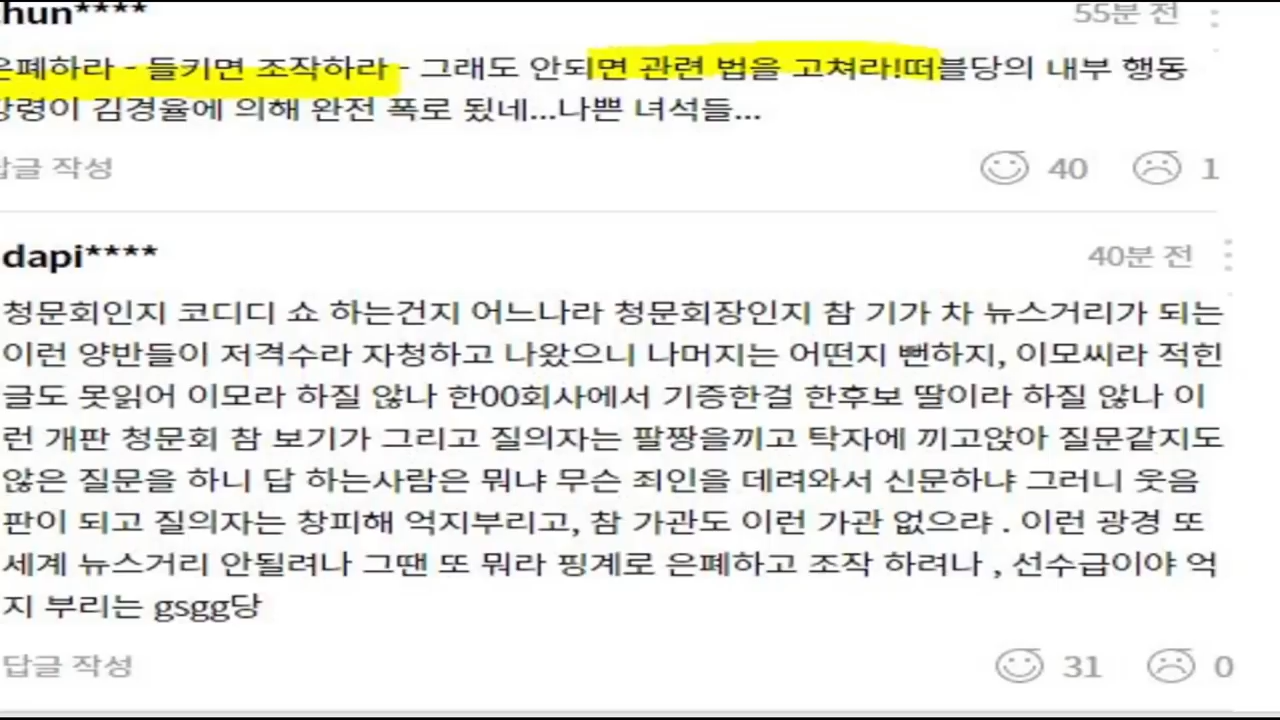 hun****
55분 전
은폐하라 - 들키면 조작하라 - 그래도 안되면 관련 법을 고쳐라!떠블당의 내부 행동
강령이 김경율에 의해 완전 폭로 됬네...나쁜 녀석들...
답글 작성
40
1
dapi****
40분 전
청문회인지 코디디 쇼 하는건지 어느나라 청문회장인지 참 기가 차 뉴스거리가 되는
이런 양반들이 저격수라 자청하고 나왔으니 나머지는 어떤지 뻔하지, 이모씨라 적힌
글도 못읽어 이모라 하질 않나 한00회사에서 기증한걸 한후보 딸이라 하질 않나 이
런 개판 청문회 참 보기가 그리고 질의자는 팔짱을끼고 탁자에 끼고앉아 질문같지도
않은 질문을 하니 답 하는사람은 뭐냐 무슨 죄인을 데려와서 신문하냐 그러니 웃음
판이 되고 질의자는 창피해 억지부리고, 참 가관도 이런 가관 없으랴 . 이런 광경 또
세계 뉴스거리 안될려나 그땐 또 뭐라 핑계로 은폐하고 조작 하려나 , 선수급이야 억
지 부리는 gsgg당
답글 작성
31
0